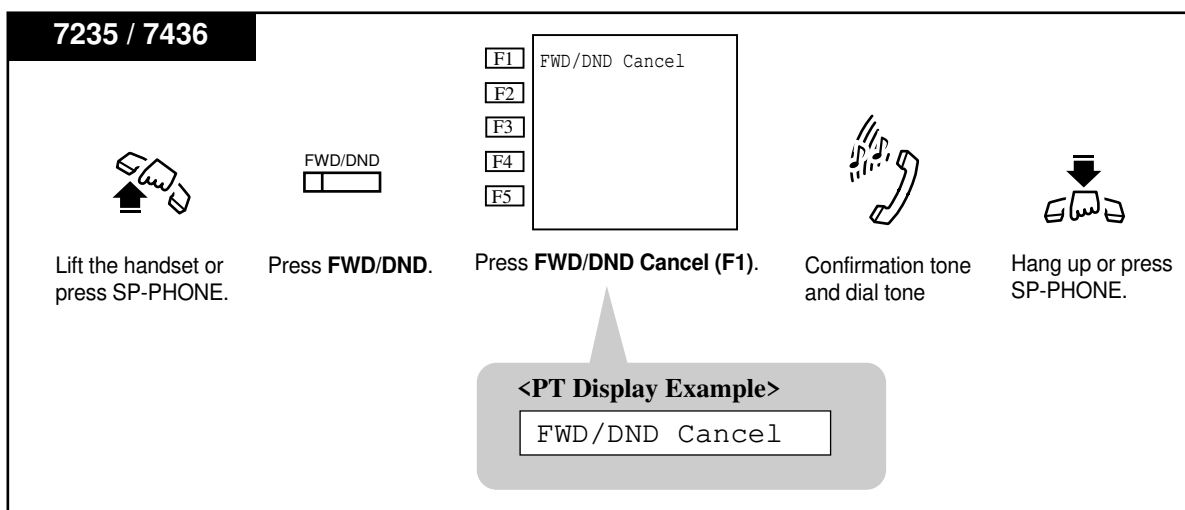 7235 / 7436
F1
FWD/DND Cancel
F2
F3
F4
F5
FWD/DND
Lift the handset or
press SP-PHONE.
Press FWD/DND.
Press FWD/DND Cancel (F1).
Confirmation tone
and dial tone
Hang up or press
SP-PHONE.
<PT Display Example>
FWD/DND Cancel